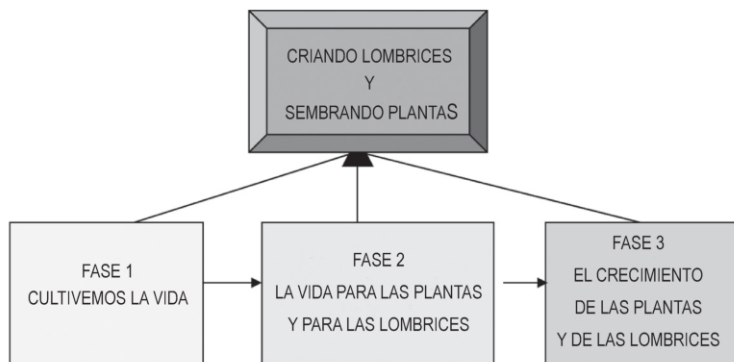 CRIANDO LOMBRICES
Y
SEMBRANDO PLANTAS
FASE 1
CULTIVEMOS LA VIDA
FASE 2
LA VIDA PARA LAS PLANTAS
Y PARA LAS LOMBRICES
FASE 3
EL CRECIMIENTO
DE LAS PLANTAS
Y DE LAS LOMBRICES